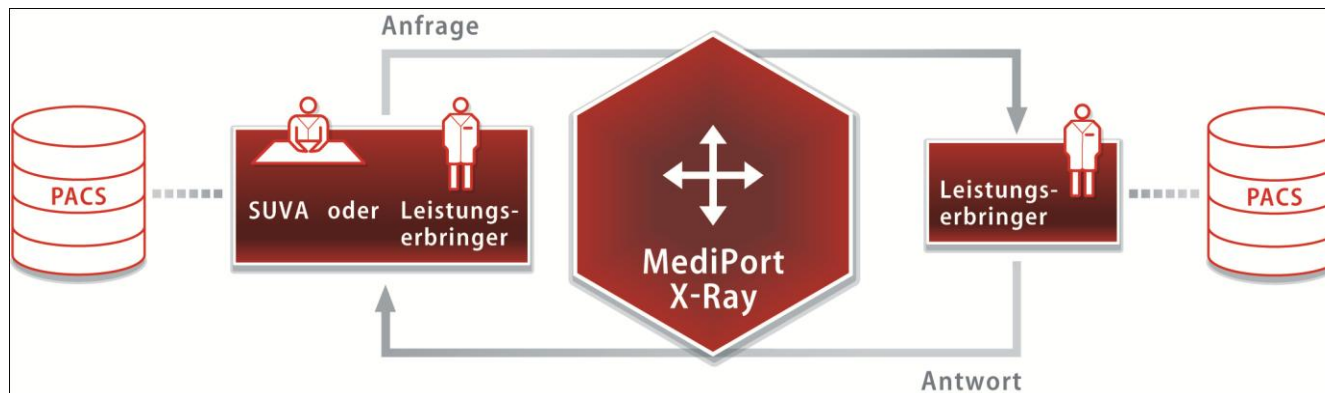 Anfrage
PACS
SUVA oder Leistungs-
erbringer
MediPort
X-Ray
Leistungs-
erbringer
PACS
Antwort